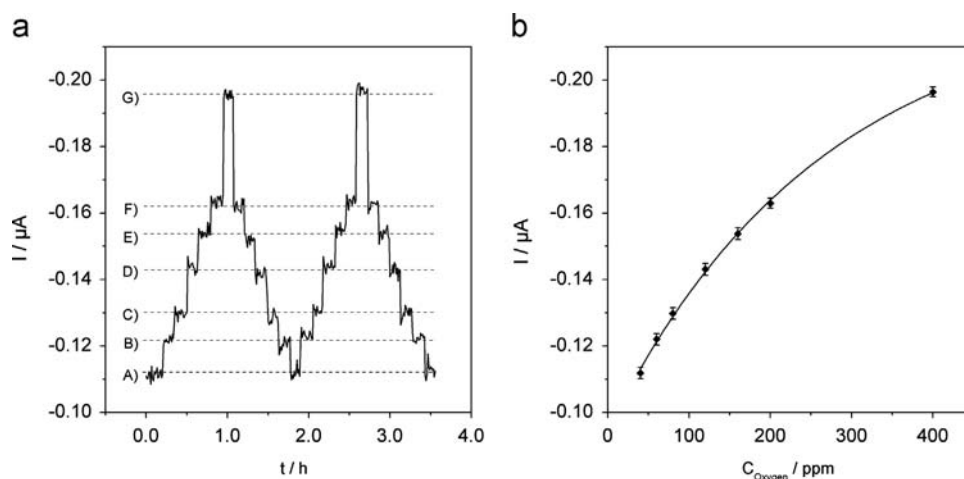 a
-0.20
-0.18
-0.16
-0.14
-0.12
-0.10
I / µA
G)
F)
E)
D)
C)
B)
A)
0.0 1.0 2.0 3.0 4.0
t / h
b
-0.20
-0.18
-0.16
-0.14
-0.12
-0.10
I / µA
0 100 200 300 400
C Oxygen / ppm